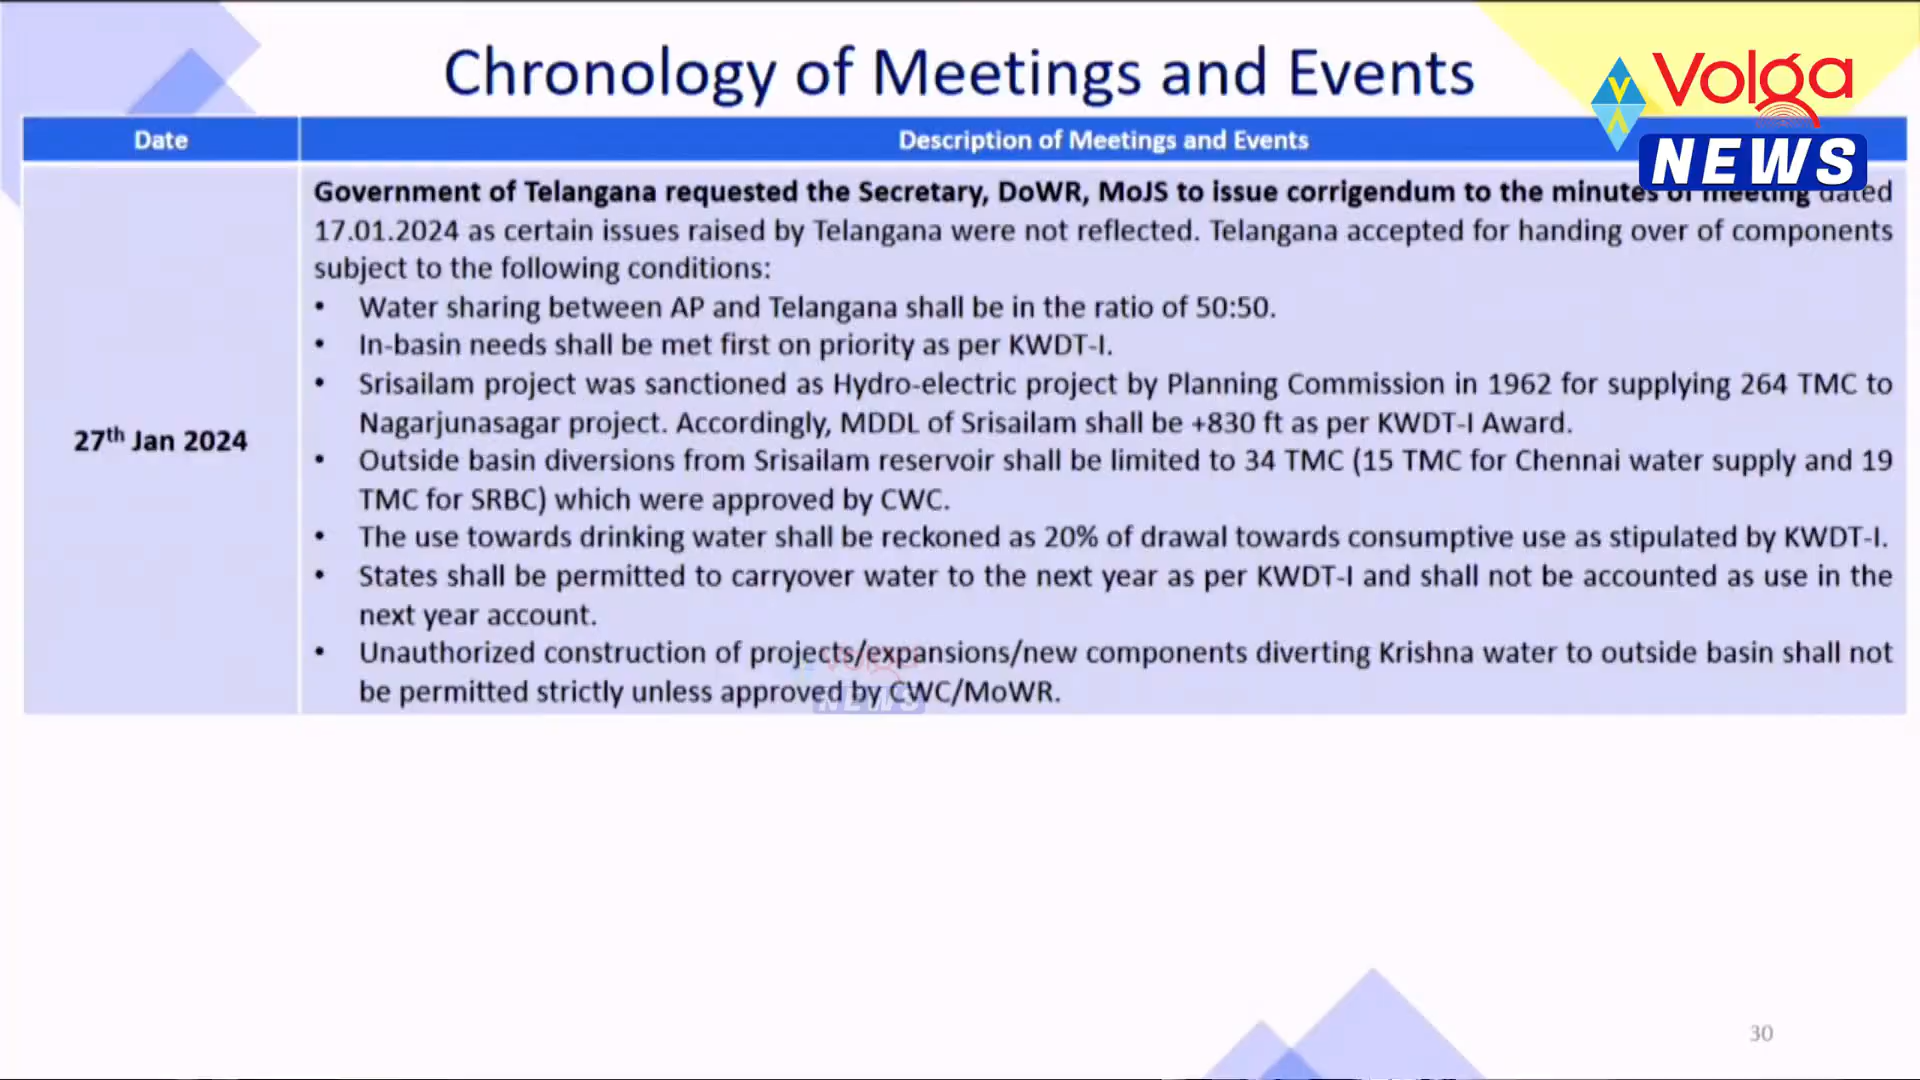 Chronology of Meetings and Events
Volga
NEWS
Date
Description of Meetings and Events
27th Jan 2024
Government of Telangana requested the Secretary, DoWR, MoJS to issue corrigendum to the minutes of meeting dated
17.01.2024 as certain issues raised by Telangana were not reflected. Telangana accepted for handing over of components
subject to the following conditions:
• Water sharing between AP and Telangana shall be in the ratio of 50:50.
• In-basin needs shall be met first on priority as per KWDT-I.
• Srisailam project was sanctioned as Hydro-electric project by Planning Commission in 1962 for supplying 264 TMC to
Nagarjunasagar project. Accordingly, MDDL of Srisailam shall be +830 ft as per KWDT-I Award.
• Outside basin diversions from Srisailam reservoir shall be limited to 34 TMC (15 TMC for Chennai water supply and 19
TMC for SRBC) which were approved by CWC.
• The use towards drinking water shall be reckoned as 20% of drawal towards consumptive use as stipulated by KWDT-I.
• States shall be permitted to carryover water to the next year as per KWDT-I and shall not be accounted as use in the
next year account.
• Unauthorized construction of projects/expansions/new components diverting Krishna water to outside basin shall not
be permitted strictly unless approved by CWC/MoWR.
Volga
NEWS
30